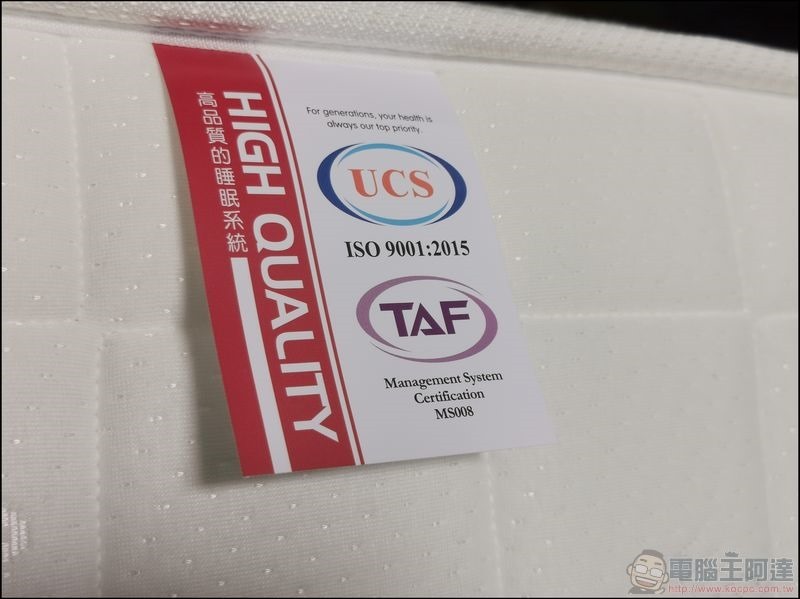 高品質的睡眠系統
HIGH QUALITY
For generations, your health is
always our top priority.
UCS
ISO 9001:2015
TAF
Management System
Certification
MS008
電腦王阿達
http://www.kocpc.com.tw